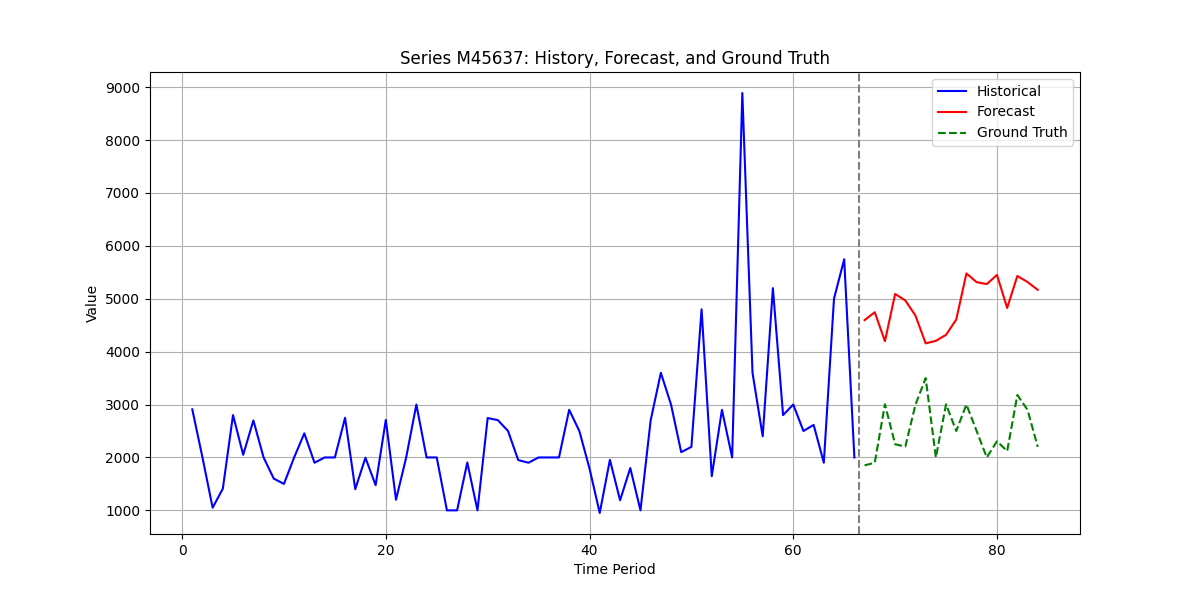 Series M45637: History, Forecast, and Ground Truth
Historical
Forecast
Ground Truth
Value
9000
8000
7000
6000
5000
4000
3000
2000
1000
0
20
40
60
80
Time Period